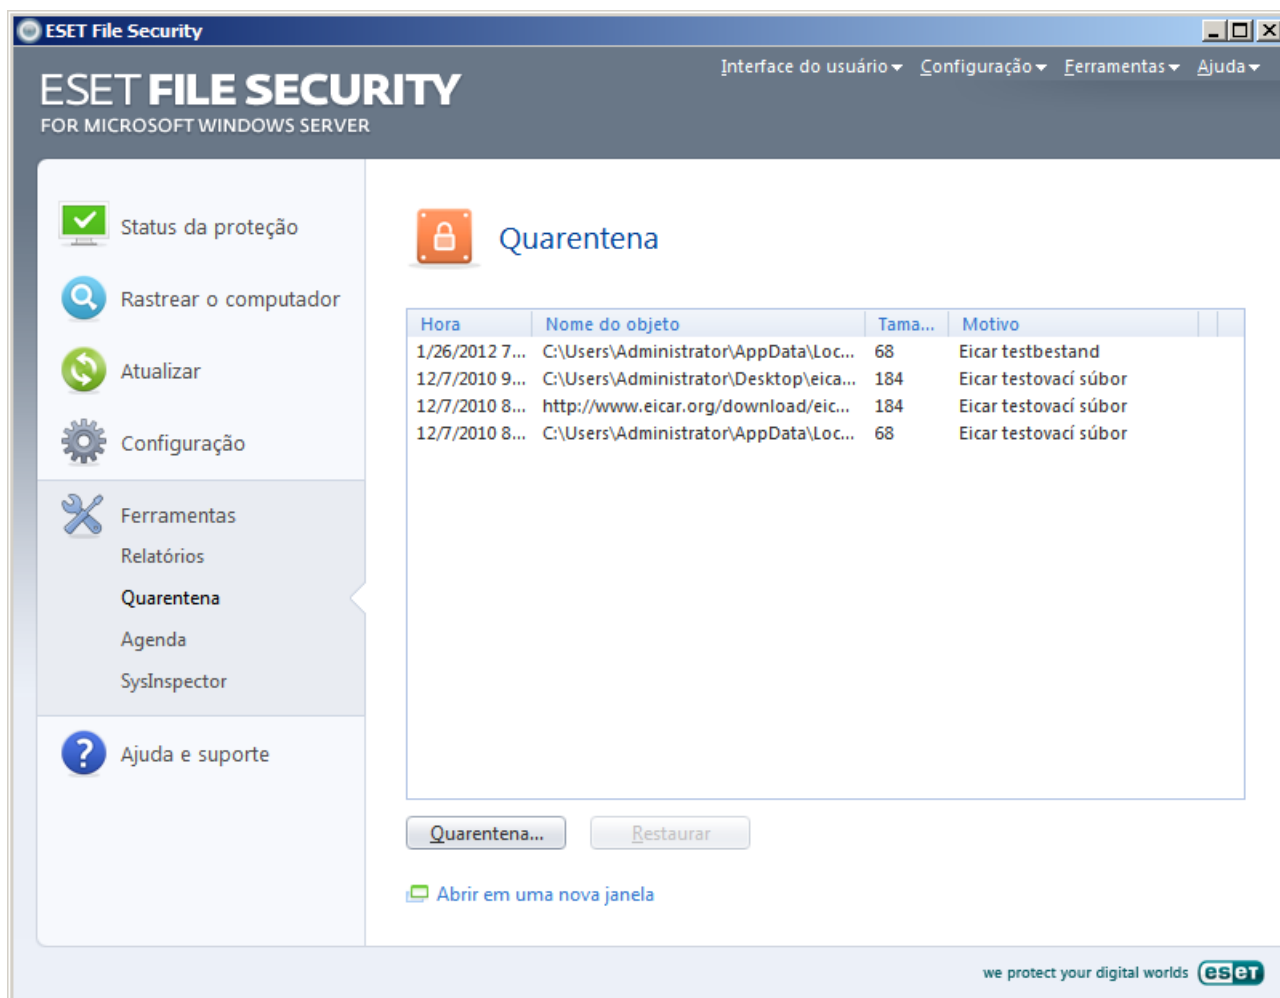 ESET File Security
Interface do usuário Configuração Ferramentas Ajuda
ESET FILE SECURITY
FOR MICROSOFT WINDOWS SERVER
Status da proteção
Rastrear o computador
Atualizar
Configuração
Ferramentas
Relatórios
Quarentena
Agenda
SysInspector
Ajuda e suporte
Quarentena
Hora Nome do objeto Tama... Motivo
1/26/2012 7... C:\Users\Administrator\AppData\Loc... 68 Eicar testbestand
12/7/2010 9... C:\Users\Administrator\Desktop\eica... 184 Eicar testovací súbor
12/7/2010 8... http://www.eicar.org/download/eic... 184 Eicar testovací súbor
12/7/2010 8... C:\Users\Administrator\AppData\Loc... 68 Eicar testovací súbor
Quarentena... Restaurar
Abrir em uma nova janela
we protect your digital worlds eset